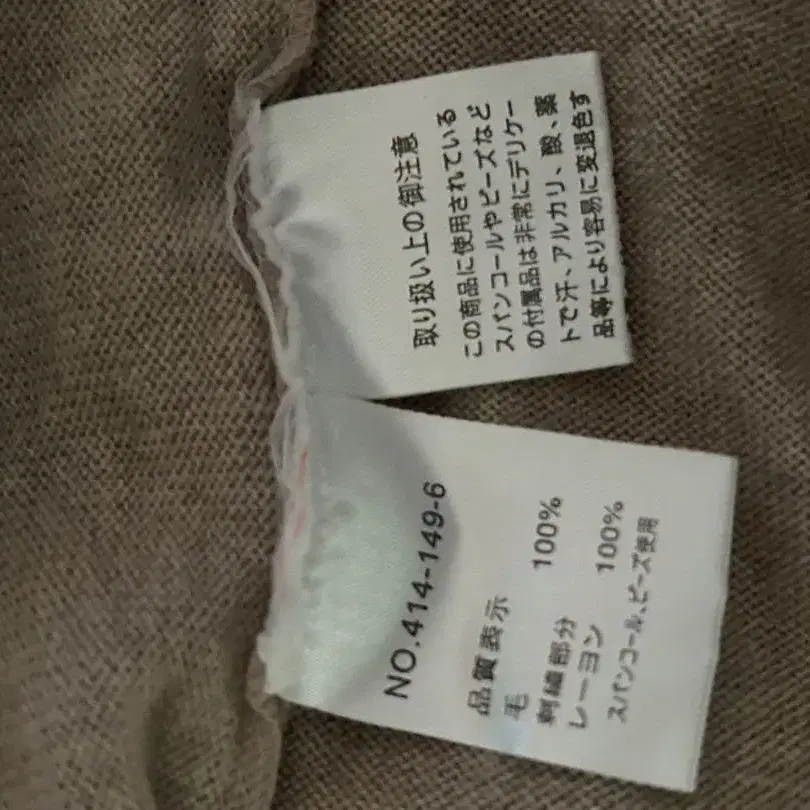 取り扱い上の御注意
この商品に使用されている
スパンコールやビーズなど
の付属品は非常にデリケー
トで汗、アルカリ、酸、薬
品等により容易に変退色す
NO.414-149-6
品質表示
毛 100%
刺繍部分
レーヨン 100%
スパンコール、ビーズ使用